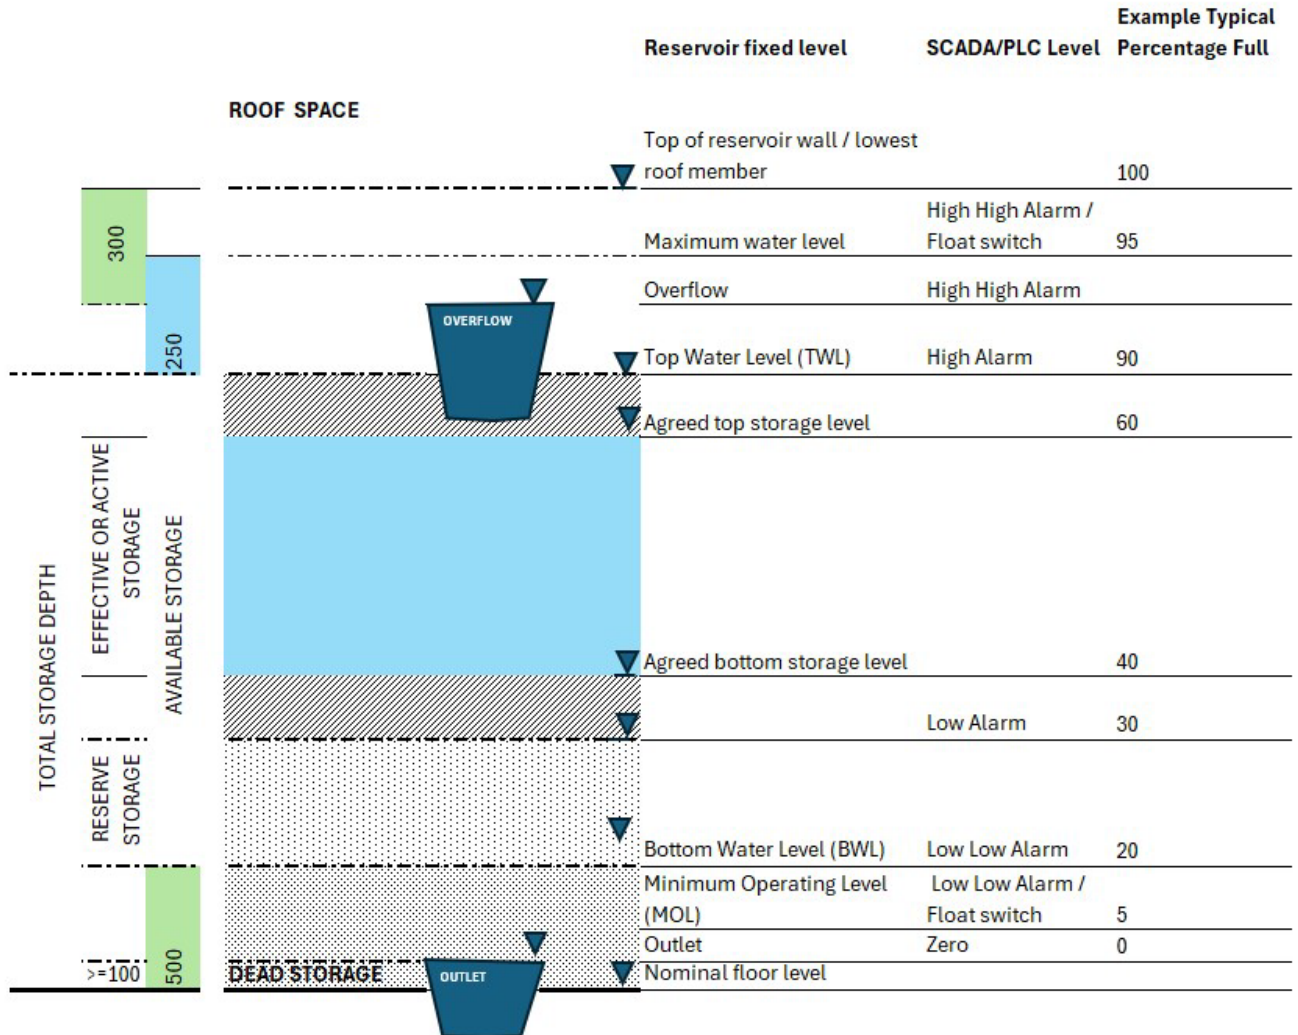 Example Typical
Reservoir fixed level SCADA/PLC Level Percentage Full
ROOF SPACE
Top of reservoir wall / lowest
roof member 100
High High Alarm /
300
Maximum water level Float switch 95
Overflow High High Alarm
OVERFLOW
250
Top Water Level (TWL) High Alarm 90
Agreed top storage level 60
TOTAL STORAGE DEPTH
EFFECTIVE OR ACTIVE
STORAGE
AVAILABLE STORAGE
Agreed bottom storage level 40
Low Alarm 30
RESERVE
STORAGE
Bottom Water Level (BWL) Low Low Alarm 20
Minimum Operating Level Low Low Alarm /
(MOL) Float switch 5
Outlet Zero 0
>=100
500
DEAD STORAGE
OUTLET
Nominal floor level